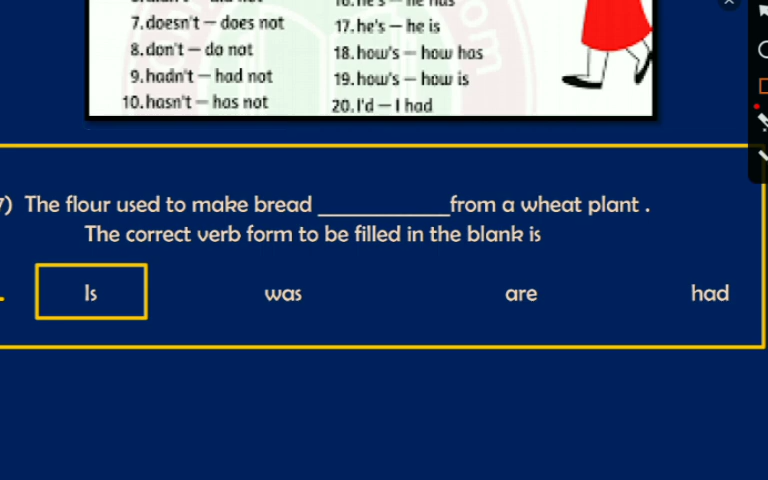 7. doesn't – does not
8. don't – do not
9. hadn't – had not
10. hasn't – has not
17. he's – he is
18. how's – how has
19. how's – how is
20. I'd – I had
) The flour used to make bread ____________from a wheat plant .
The correct verb form to be filled in the blank is
Is was are had